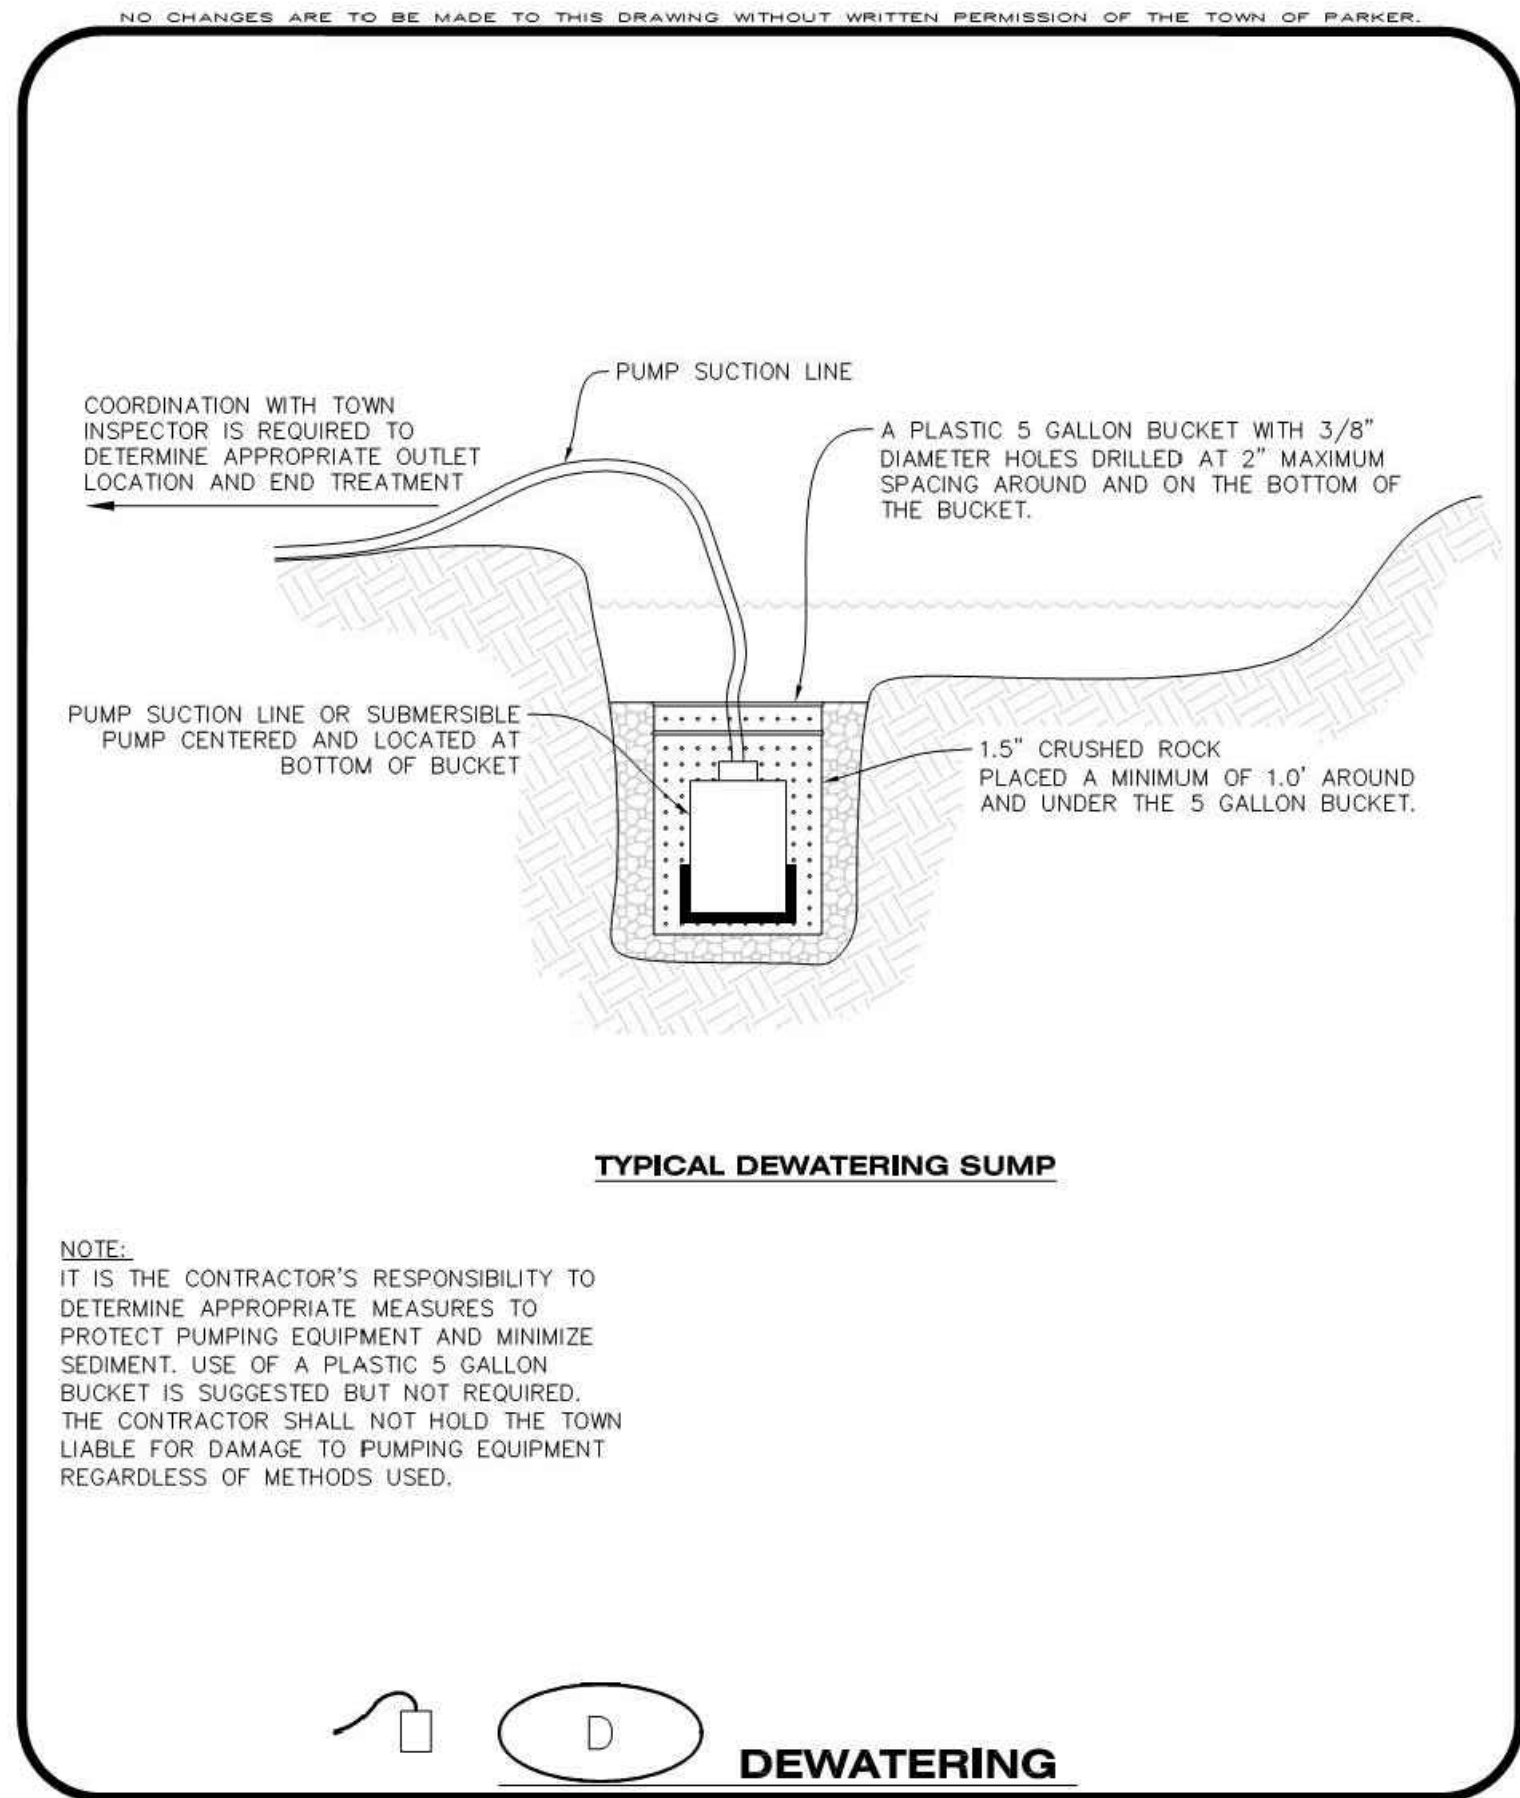 NO CHANGES ARE TO BE MADE TO THIS DRAWING WITHOUT WRITTEN PERMISSION OF THE TOWN OF PARKER.
PUMP SUCTION LINE
COORDINATION WITH TOWN
INSPECTOR IS REQUIRED TO
DETERMINE APPROPRIATE OUTLET
LOCATION AND END TREATMENT
A PLASTIC 5 GALLON BUCKET WITH 3/8"
DIAMETER HOLES DRILLED AT 2" MAXIMUM
SPACING AROUND AND ON THE BOTTOM OF
THE BUCKET.
PUMP SUCTION LINE OR SUBMERSIBLE
PUMP CENTERED AND LOCATED AT
BOTTOM OF BUCKET
1.5" CRUSHED ROCK
PLACED A MINIMUM OF 1.0' AROUND
AND UNDER THE 5 GALLON BUCKET.
TYPICAL DEWATERING SUMP
NOTE:
IT IS THE CONTRACTOR'S RESPONSIBILITY TO
DETERMINE APPROPRIATE MEASURES TO
PROTECT PUMPING EQUIPMENT AND MINIMIZE
SEDIMENT. USE OF A PLASTIC 5 GALLON
BUCKET IS SUGGESTED BUT NOT REQUIRED.
THE CONTRACTOR SHALL NOT HOLD THE TOWN
LIABLE FOR DAMAGE TO PUMPING EQUIPMENT
REGARDLESS OF METHODS USED.
D
DEWATERING